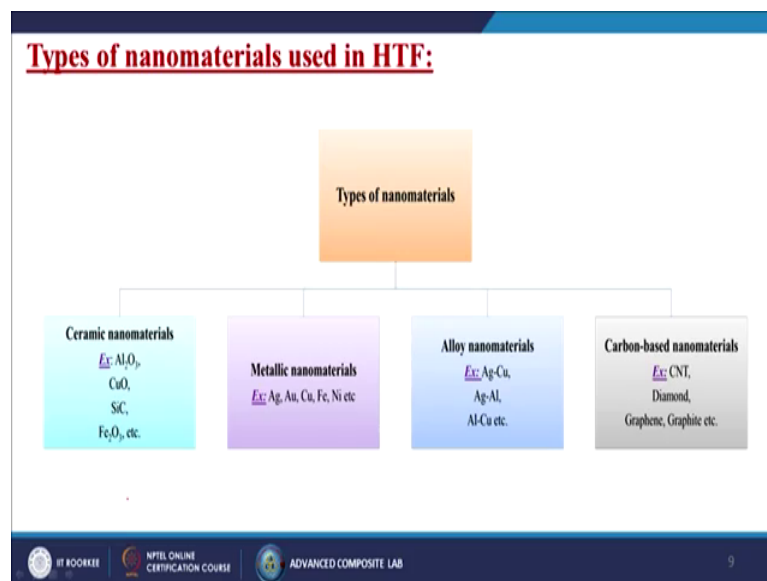 Types of nanomaterials used in HTF:
Types of nanomaterials
Ceramic nanomaterials
Ex: Al₂O₃,
CuO,
SiC,
Fe₂O₃, etc.
Metallic nanomaterials
Ex: Ag, Au, Cu, Fe, Ni etc
Alloy nanomaterials
Ex: Ag-Cu,
Ag-Al,
Al-Cu etc.
Carbon-based nanomaterials
Ex: CNT,
Diamond,
Graphene, Graphite etc.
IIT ROORKEE
NPTEL ONLINE
CERTIFICATION COURSE
ADVANCED COMPOSITE LAB
9